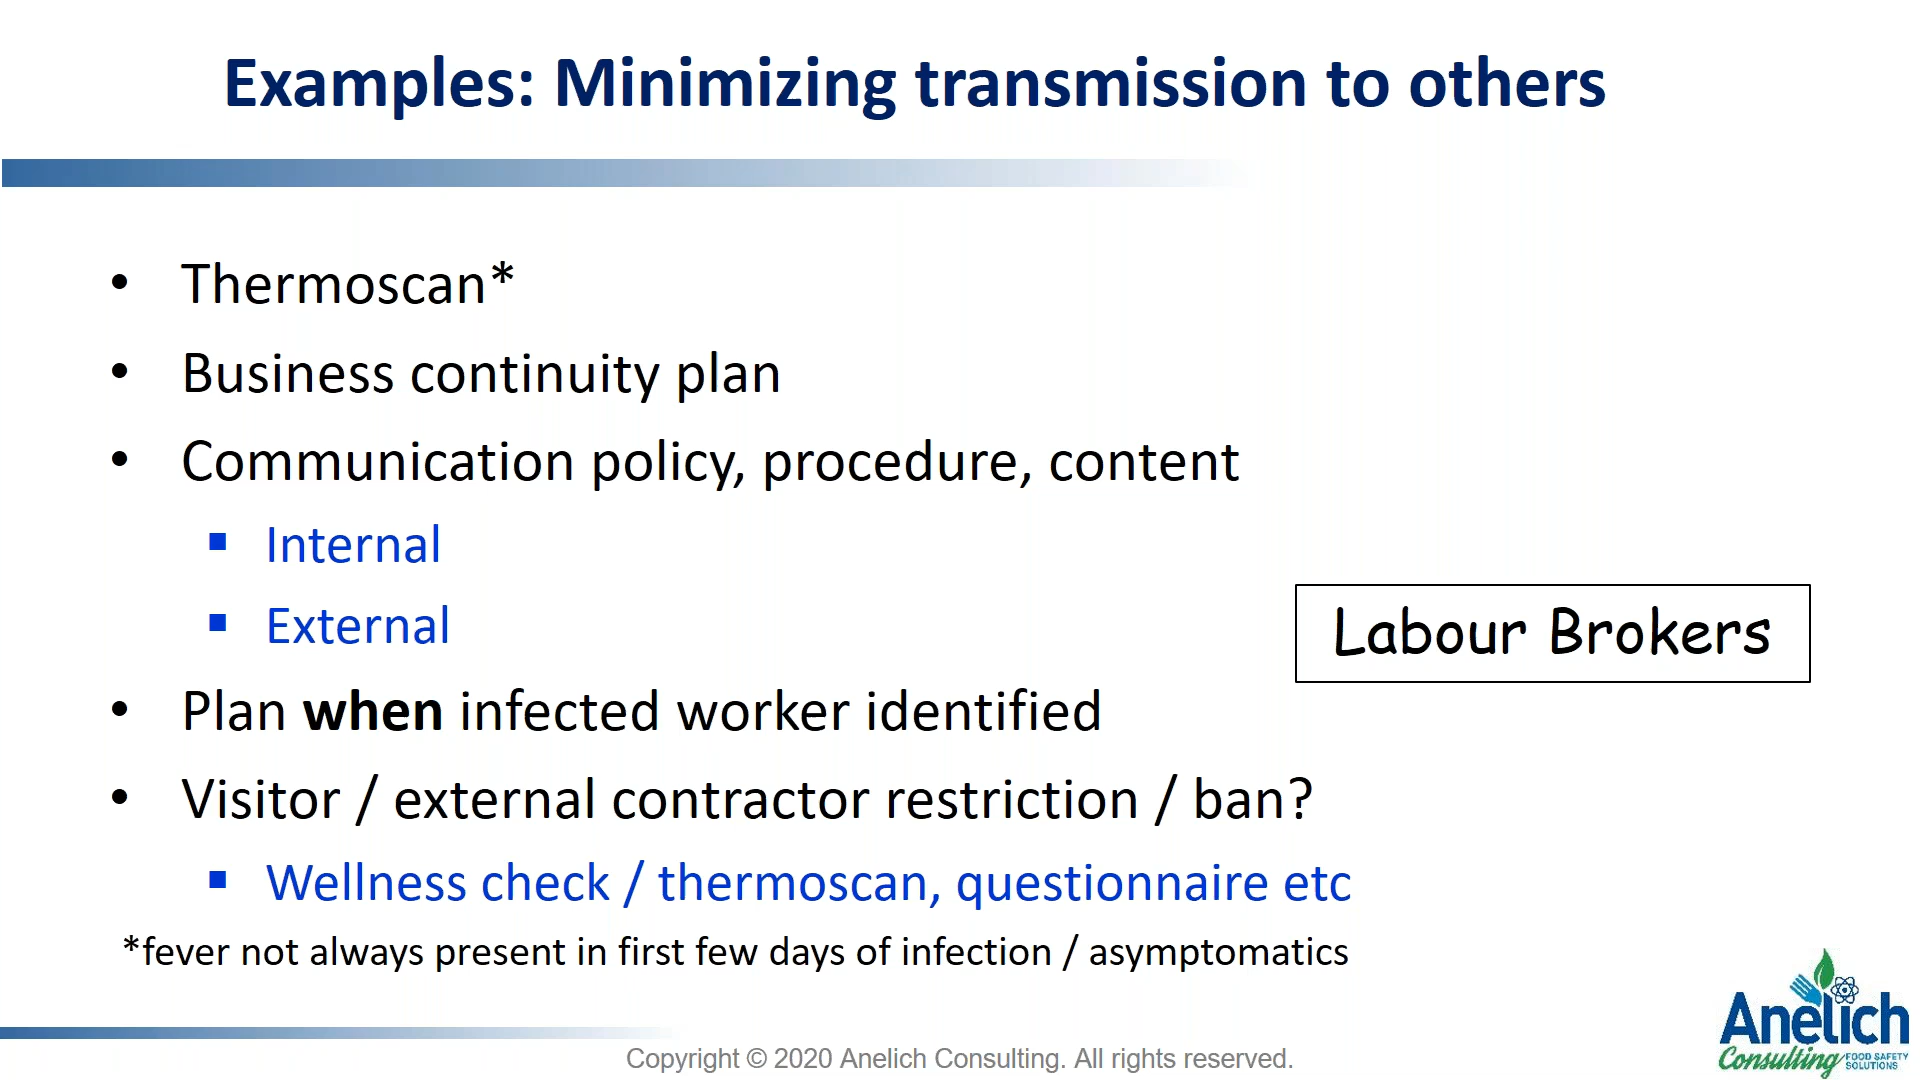 Examples: Minimizing transmission to others
• Thermoscan*
• Business continuity plan
• Communication policy, procedure, content
▪ Internal
▪ External
Labour Brokers
• Plan when infected worker identified
• Visitor / external contractor restriction / ban?
▪ Wellness check / thermoscan, questionnaire etc
*fever not always present in first few days of infection / asymptomatics
Anelich
Consulting FOOD SAFETY
SOLUTIONS
Copyright © 2020 Anelich Consulting. All rights reserved.